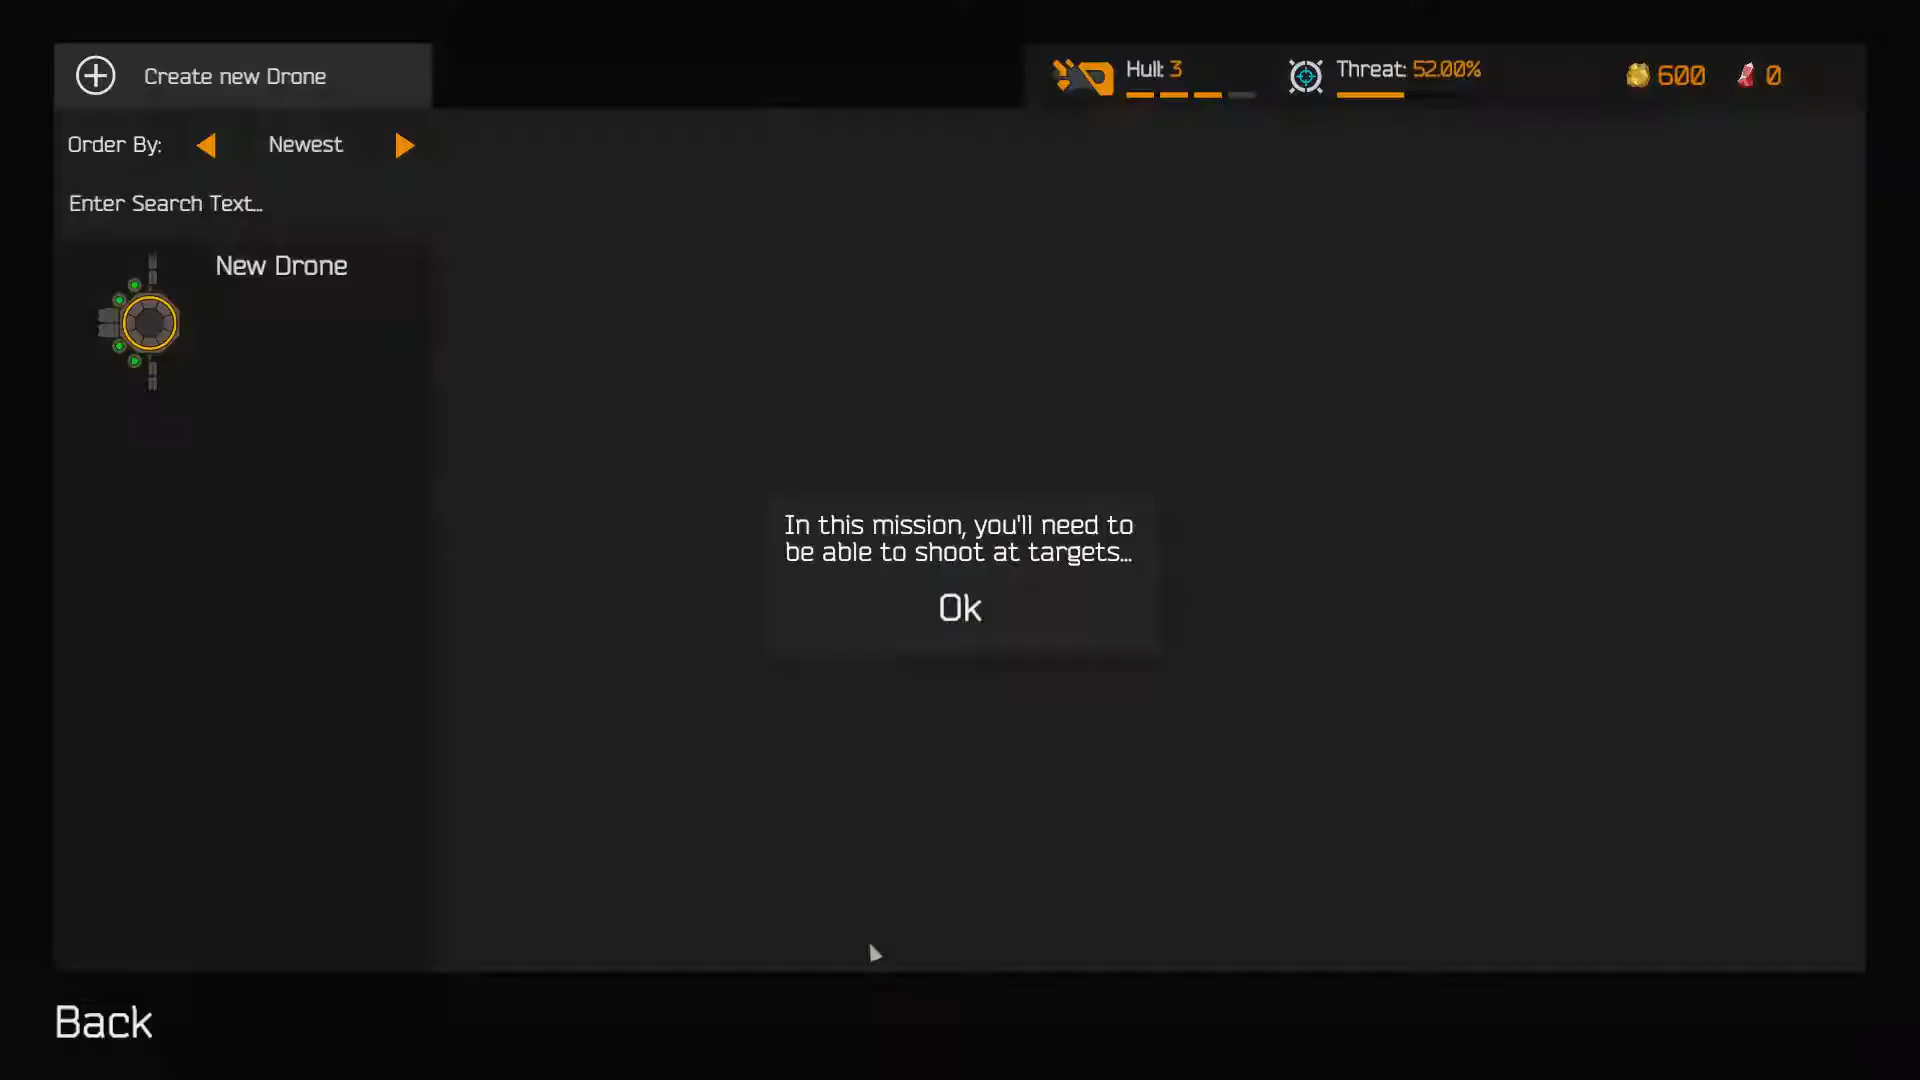 Create new Drone
Hull: 3
Threat: 52.00%
600
0
Order By:
Newest
Enter Search Text...
New Drone
In this mission, you'll need to
be able to shoot at targets...
Ok
Back